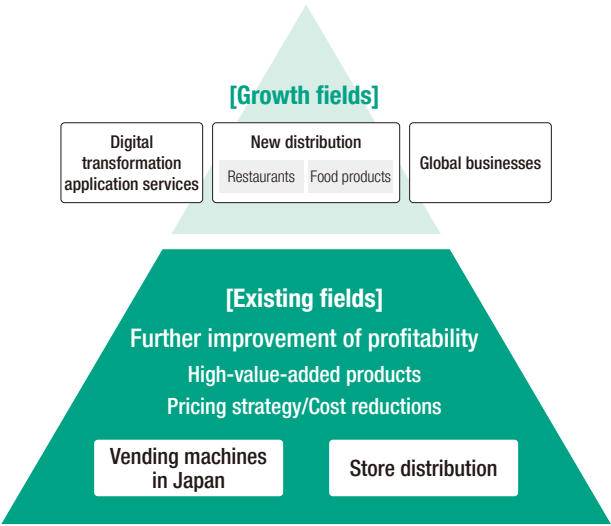 [Growth fields]
Digital
transformation
application services
New distribution
Restaurants
Food products
Global businesses
[Existing fields]
Further improvement of profitability
High-value-added products
Pricing strategy/Cost reductions
Vending machines
in Japan
Store distribution